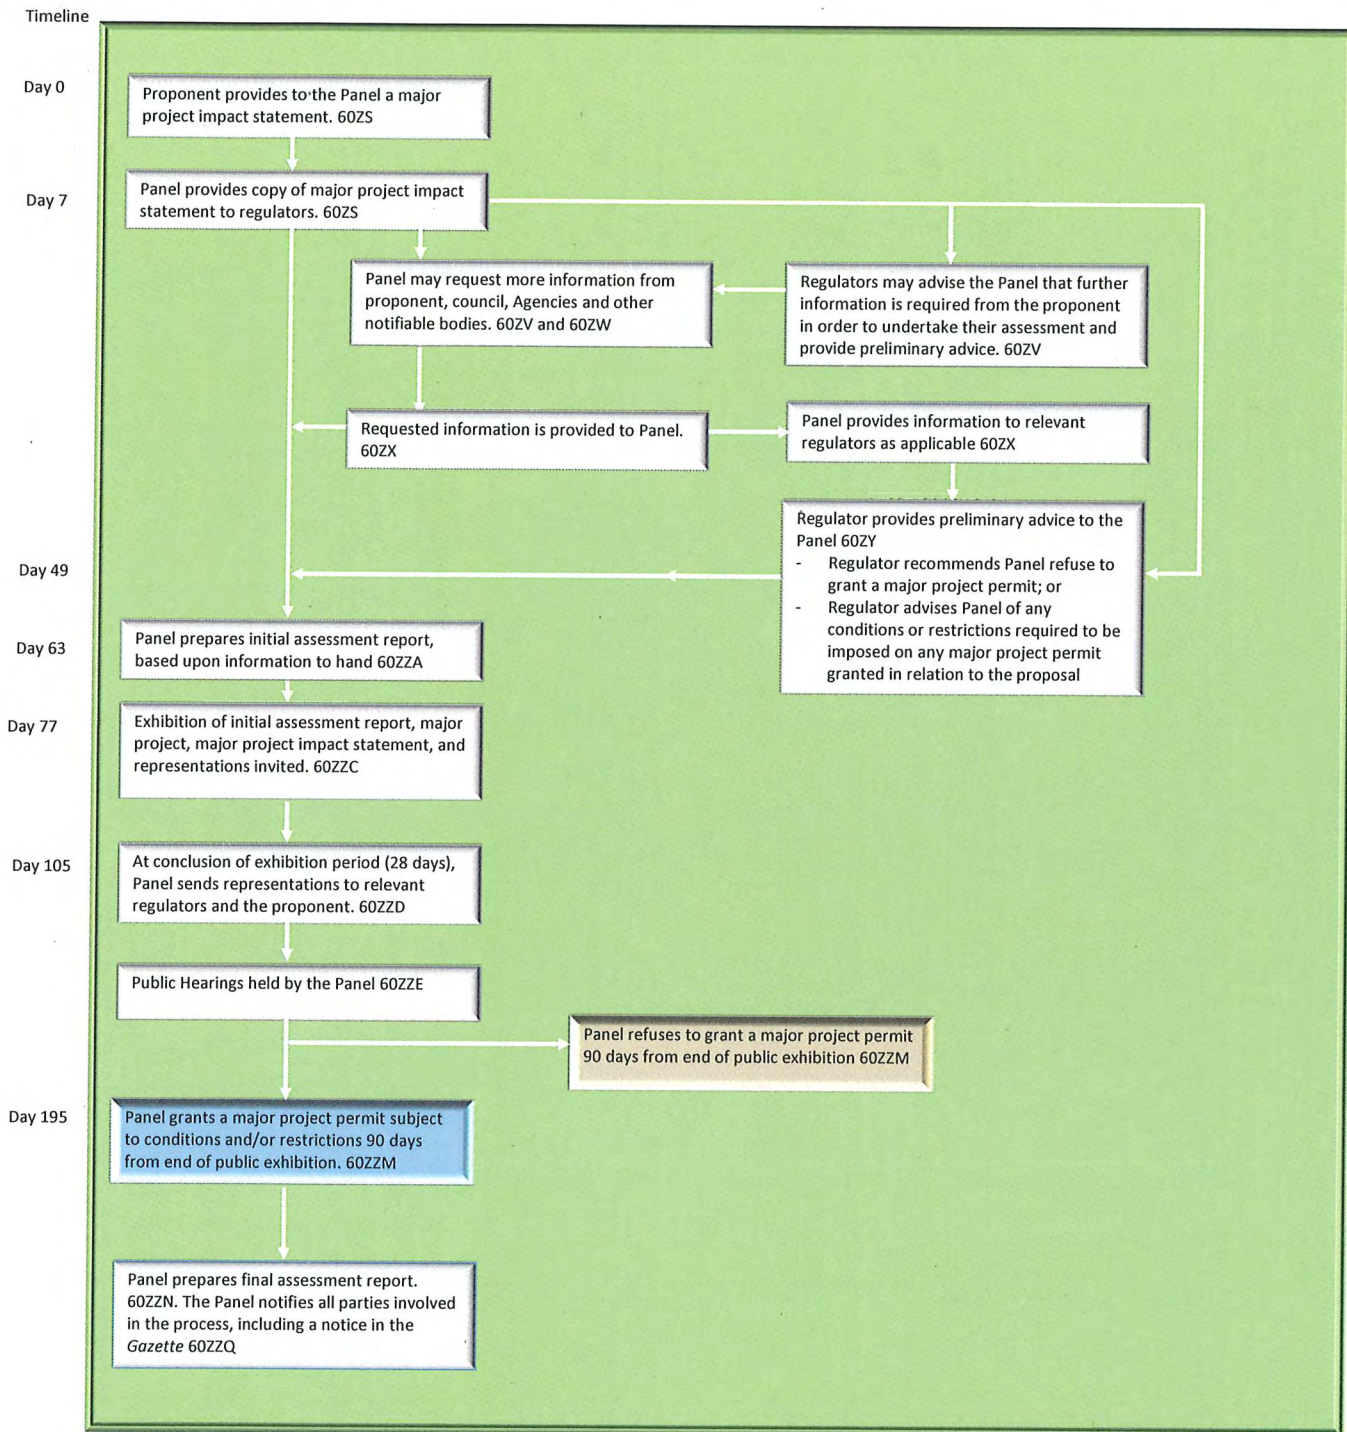 Timeline
Day 0
Proponent provides to the Panel a major
project impact statement. 60ZS
Day 7
Panel provides copy of major project impact
statement to regulators. 60ZS
Panel may request more information from
proponent, council, Agencies and other
notifiable bodies. 60ZV and 60ZW
Regulators may advise the Panel that further
information is required from the proponent
in order to undertake their assessment and
provide preliminary advice. 60ZV
Requested information is provided to Panel.
60ZX
Panel provides information to relevant
regulators as applicable 60ZX
Regulator provides preliminary advice to the
Panel 60ZY
- Regulator recommends Panel refuse to
grant a major project permit; or
- Regulator advises Panel of any
conditions or restrictions required to be
imposed on any major project permit
granted in relation to the proposal
Day 49
Day 63
Panel prepares initial assessment report,
based upon information to hand 60ZZA
Day 77
Exhibition of initial assessment report, major
project, major project impact statement, and
representations invited. 60ZZC
Day 105
At conclusion of exhibition period (28 days),
Panel sends representations to relevant
regulators and the proponent. 60ZZD
Public Hearings held by the Panel 60ZZE
Panel refuses to grant a major project permit
90 days from end of public exhibition 60ZZM
Day 195
Panel grants a major project permit subject
to conditions and/or restrictions 90 days
from end of public exhibition. 60ZZM
Panel prepares final assessment report.
60ZZN. The Panel notifies all parties involved
in the process, including a notice in the
Gazette 60ZZQ